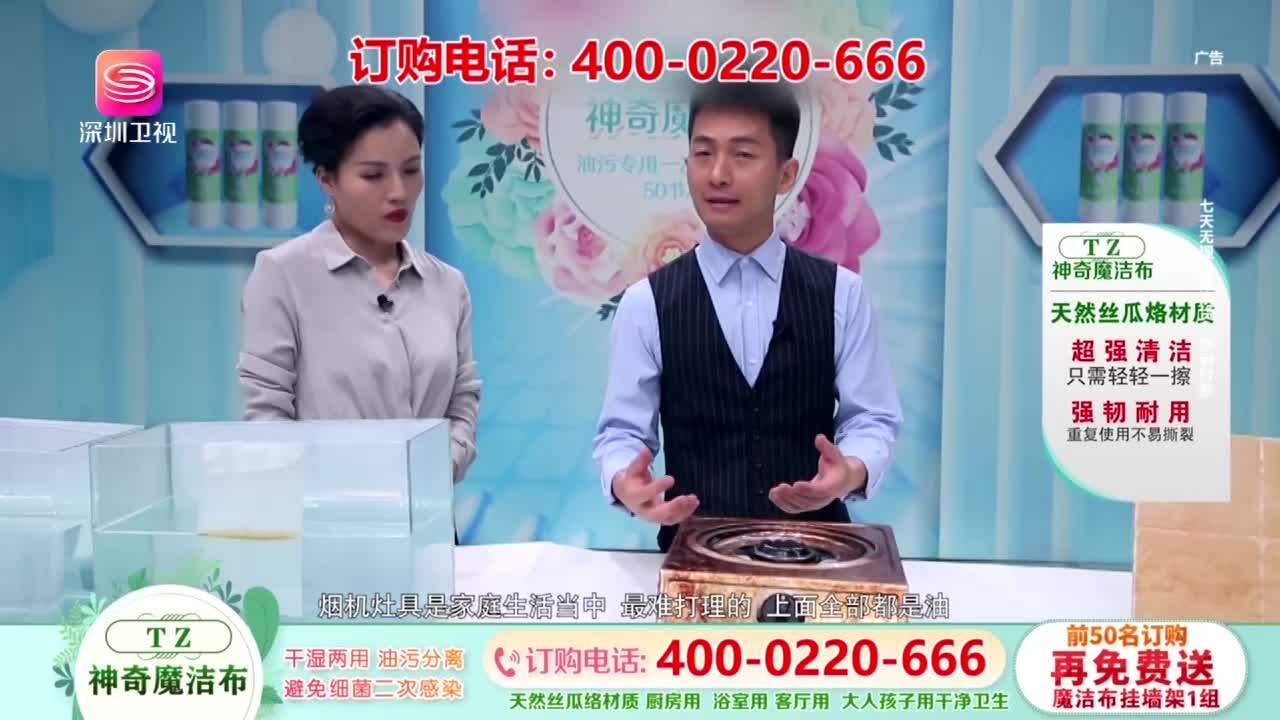 订购电话：400-0220-666
广告
深圳卫视
神奇魔
油污专用一
50
七天无
TZ
神奇魔洁布
天然丝瓜烙材质
超强清洁
只需轻轻一擦
强韧耐用
重复使用不易撕裂
烟机灶具是家庭生活当中 最难打理的 上面全部都是油
TZ
神奇魔洁布
干湿两用 油污分离
避免细菌二次感染
订购电话: 400-0220-666
天然丝瓜络材质 厨房用 浴室用 客厅用 大人孩子用干净卫生
前50名订购
再免费送
魔洁布挂墙架1组